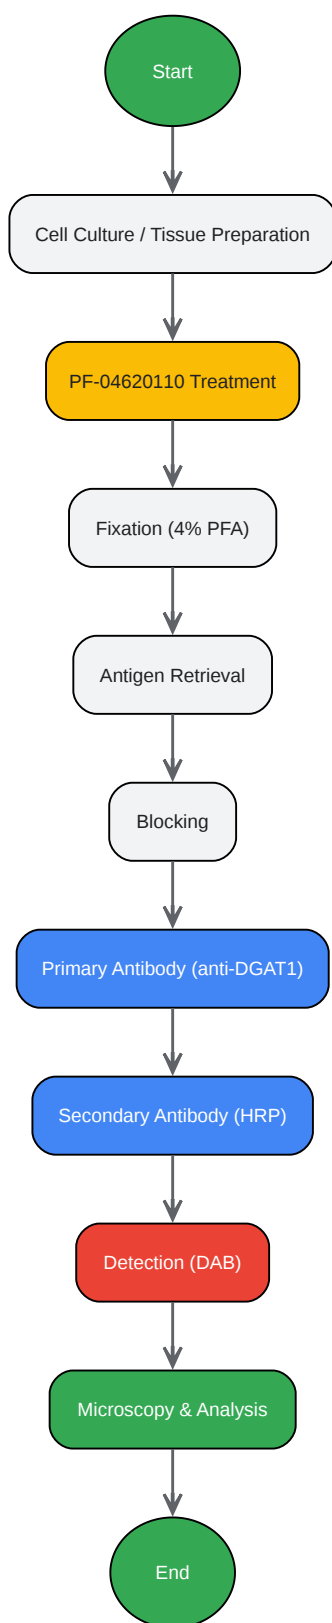 Start
Cell Culture / Tissue Preparation
PF-04620110 Treatment
Fixation (4% PFA)
Antigen Retrieval
Blocking
Primary Antibody (anti-DGAT1)
Secondary Antibody (HRP)
Detection (DAB)
Microscopy & Analysis
End